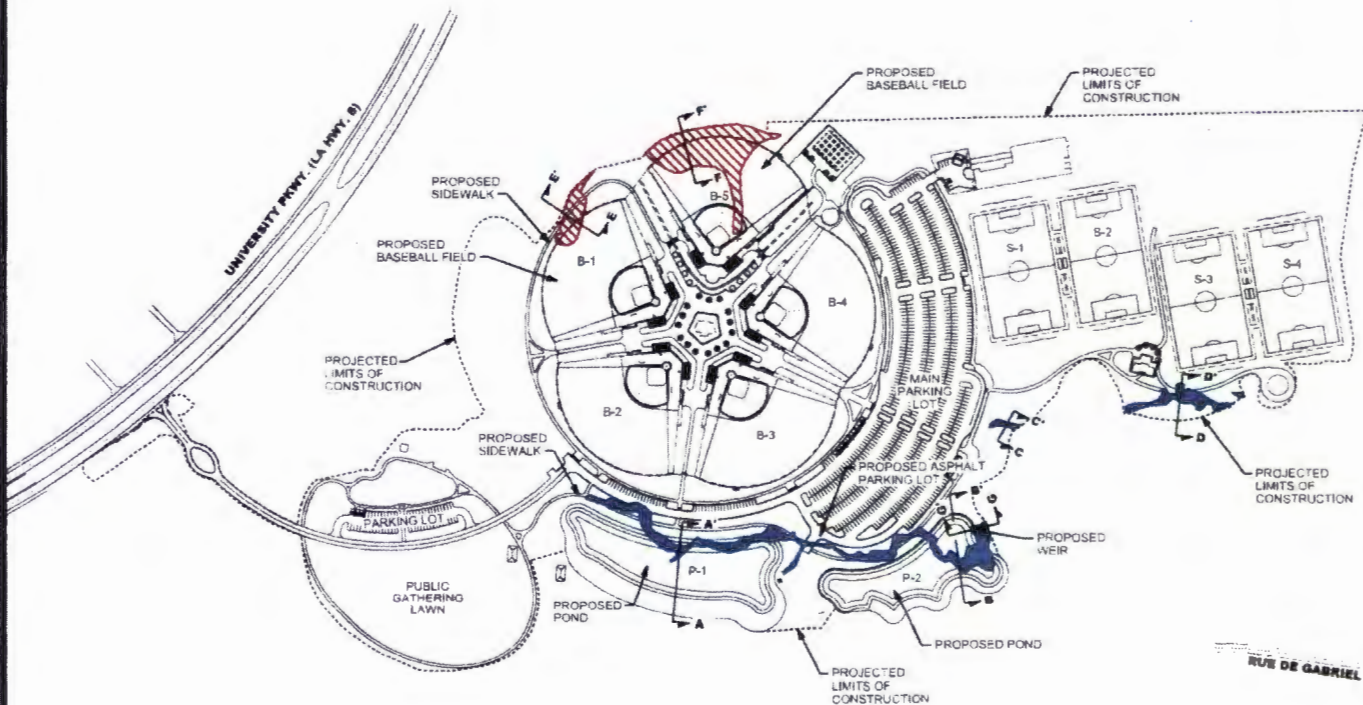 PROPOSED
BASEBALL FIELD
PROJECTED
LIMITS OF
CONSTRUCTION
UNIVERSITY PKWY. (LA HWY. 6)
PROPOSED
SIDEWALK
PROPOSED
BASEBALL FIELD
E'
E
F'
F
B-5
B-1
B-4
B-2
B-3
S-1
S-2
S-3
S-4
PROJECTED
LIMITS OF
CONSTRUCTION
MAIN
PARKING
LOT
PROPOSED
SIDEWALK
PROPOSED ASPHALT
PARKING LOT
D'
D
C'
C
PROJECTED
LIMITS OF
CONSTRUCTION
PARKING LOT
PUBLIC
GATHERING
LAWN
A'
P-1
A
PROPOSED
POND
B'
G
PROPOSED
WEIR
P-2
B
PROPOSED POND
PROJECTED
LIMITS OF
CONSTRUCTION
RUE DE GABRIEL